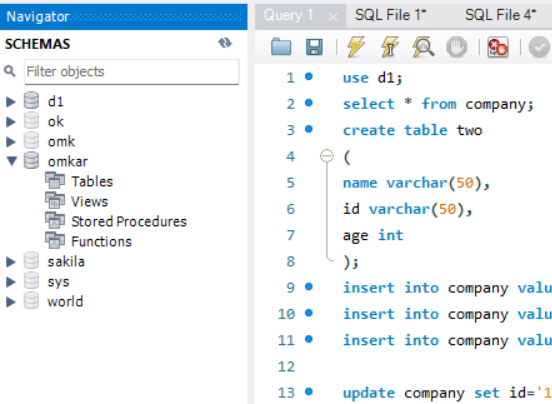 Navigator
SCHEMAS
Filter objects
d1
ok
omk
omkar
Tables
Views
Stored Procedures
Functions
sakila
sys
world
Query 1 SQL File 1* SQL File 4*
1 use d1;
2 select * from company;
3 create table two
4 (
5 name varchar(50),
6 id varchar(50),
7 age int
8 );
9 insert into company valu
10 insert into company valu
11 insert into company valu
12
13 update company set id='1